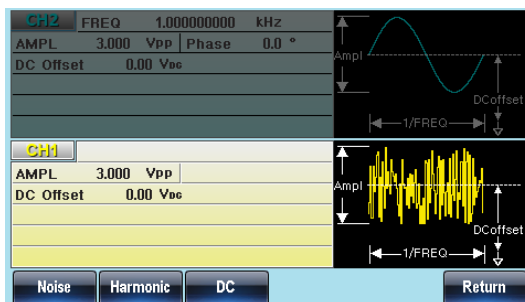 CH2 FREQ 1.000000000 kHz
AMPL 3.000 VPP Phase 0.0 °
DC Offset 0.00 VDC
Ampl
DCoffset
1/FREQ
CH1
AMPL 3.000 VPP
DC Offset 0.00 VDC
Ampl
DCoffset
1/FREQ
Noise Harmonic DC Return